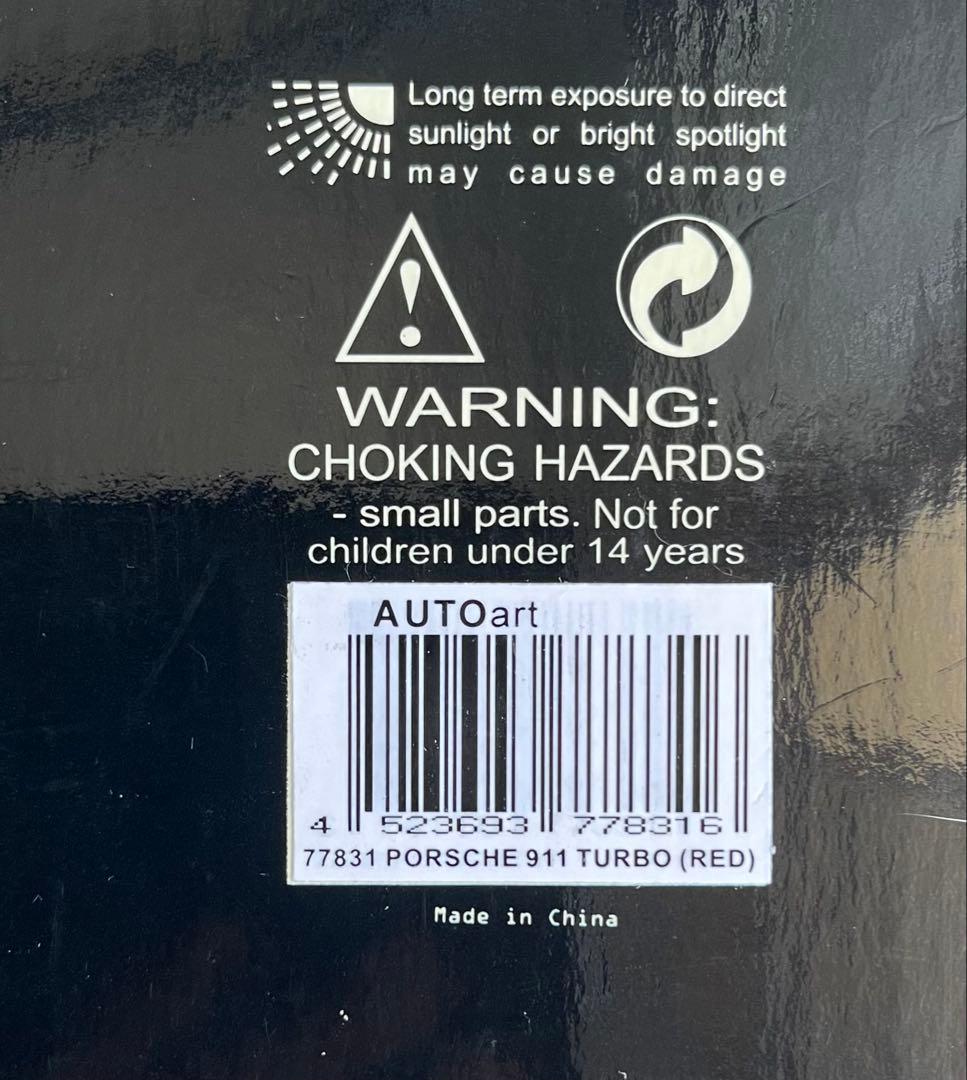 Long term exposure to direct
sunlight or bright spotlight
may cause damage
WARNING:
CHOKING HAZARDS
- small parts. Not for
children under 14 years
AUTOart
4 523693 778316
77831 PORSCHE 911 TURBO (RED)
Made in China